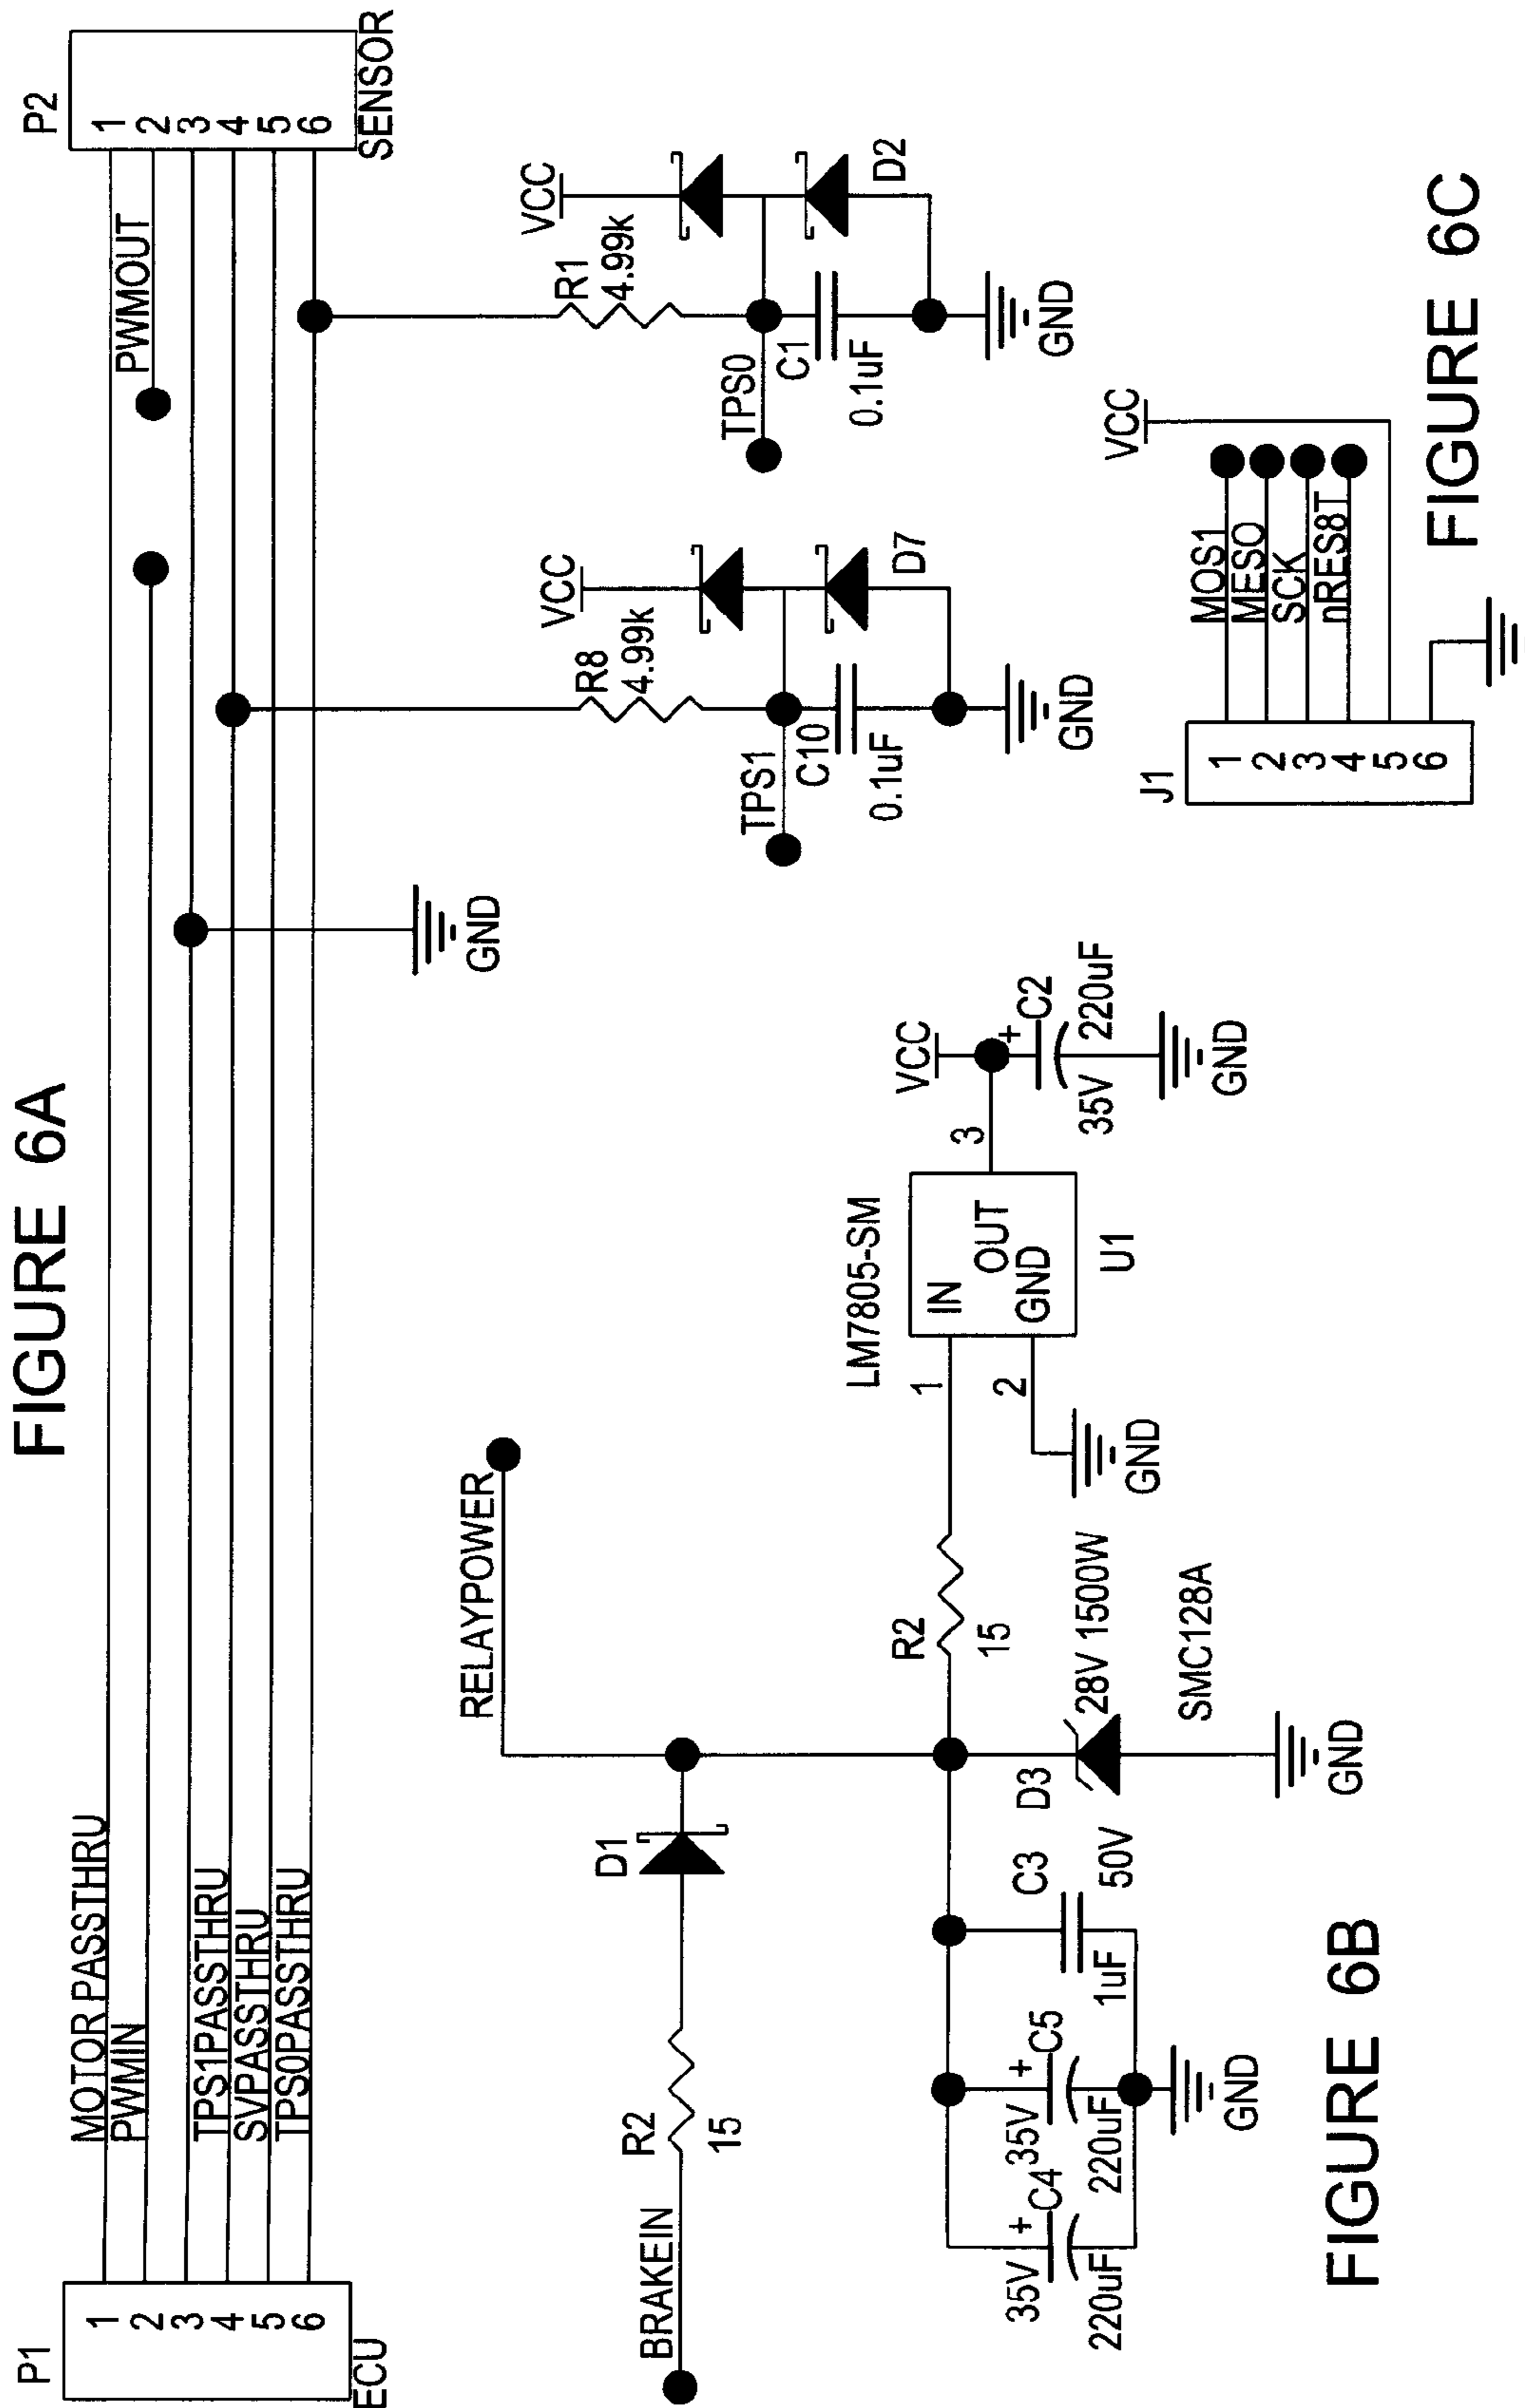 FIGURE 6A
P1
1
2
3
4
5
6
ECU
MOTOR PASSTHRU
PWMIN
TPS1PASSTHRU
SVPASSTHRU
TPS0PASSTHRU
PWMOUT
P2
1
2
3
4
5
6
SENSOR
GND
TPS1
R8
4.99k
VCC
C10
0.1uF
D7
GND
TPS0
R1
4.99k
VCC
C1
0.1uF
D2
GND
BRAKEIN
R2
15
D1
RELAYPOWER
35V
+
C4
220uF
35V
+
C5
220uF
C3
1uF
50V
GND
D3
28V 1500W
SMC128A
GND
R2
15
LM7805-SM
1
IN
OUT
GND
2
3
U1
GND
VCC
+
C2
35V
220uF
GND
FIGURE 6B
J1
1
2
3
4
5
6
MOS1
MESO
SCK
nRES8T
VCC
FIGURE 6C